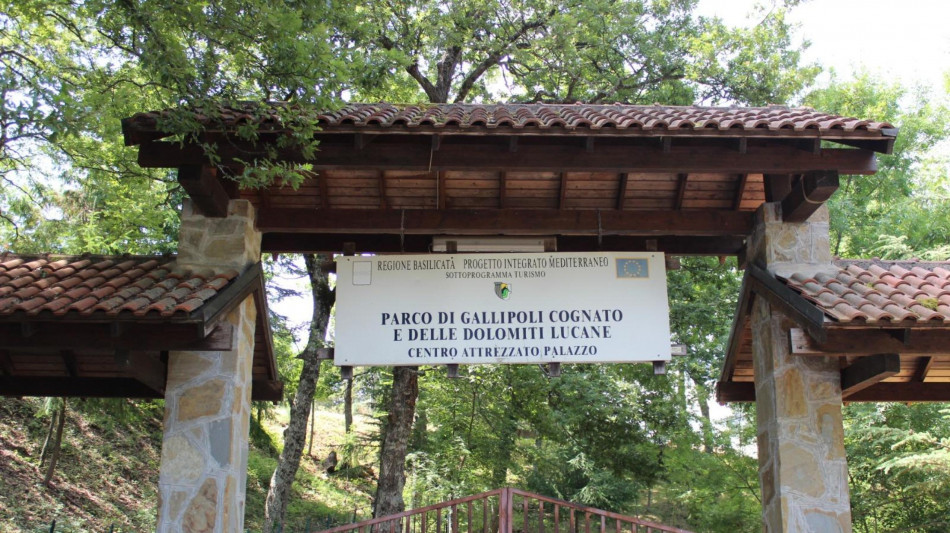 REGIONE BASILICATA PROGETTO INTEGRATO MEDITERRANEO
SOTTOPROGRAMMA TURISMO
PARCO DI GALLIPOLI COGNATO
E DELLE DOLOMITI LUCANE
CENTRO ATTREZZATO PALAZZO